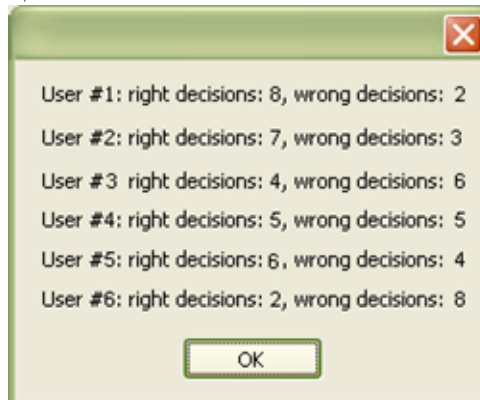 User #1: right decisions: 8, wrong decisions: 2
User #2: right decisions: 7, wrong decisions: 3
User #3 right decisions: 4, wrong decisions: 6
User #4: right decisions: 5, wrong decisions: 5
User #5: right decisions: 6, wrong decisions: 4
User #6: right decisions: 2, wrong decisions: 8
OK